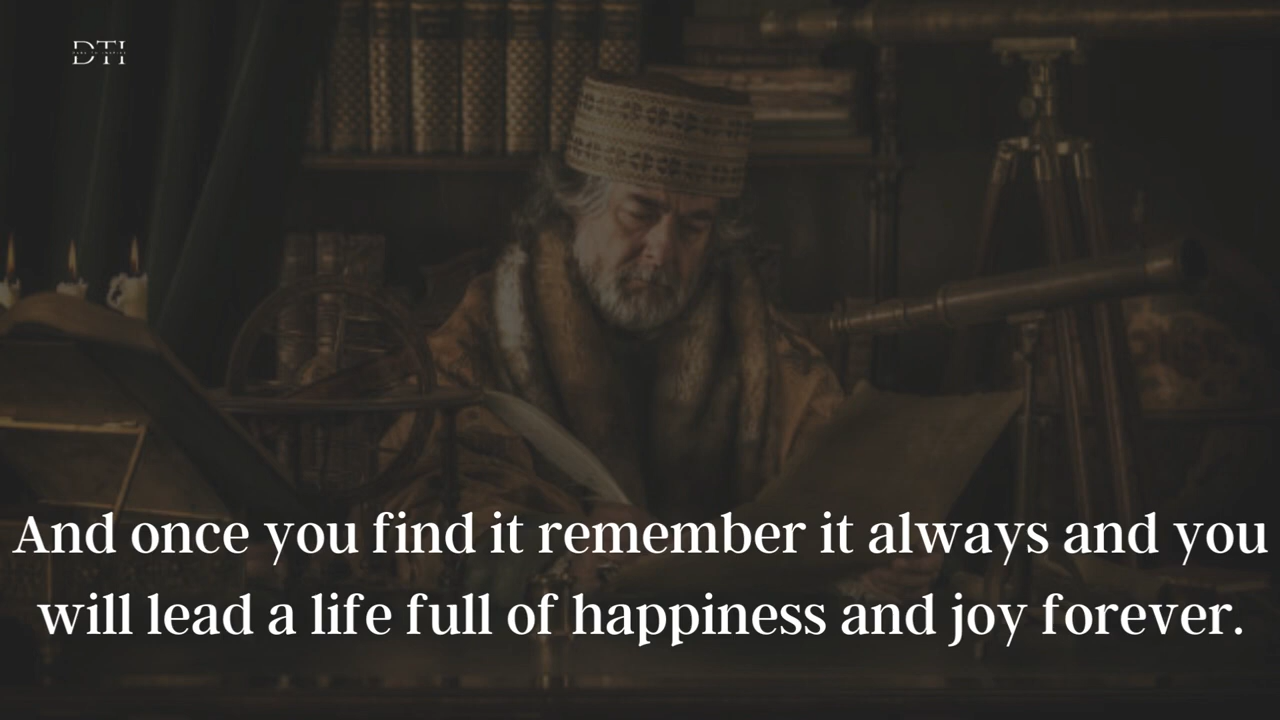 DTI
And once you find it remember it always and you
will lead a life full of happiness and joy forever.